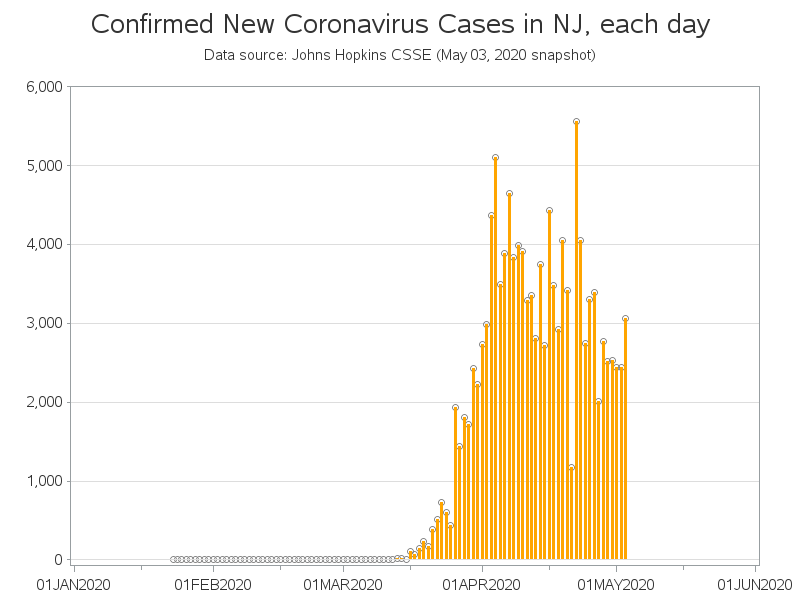 Confirmed New Coronavirus Cases in NJ, each day
Data source: Johns Hopkins CSSE (May 03, 2020 snapshot)
6,000
5,000
4,000
3,000
2,000
1,000
0
01JAN2020 01FEB2020 01MAR2020 01APR2020 01MAY2020 01JUN2020